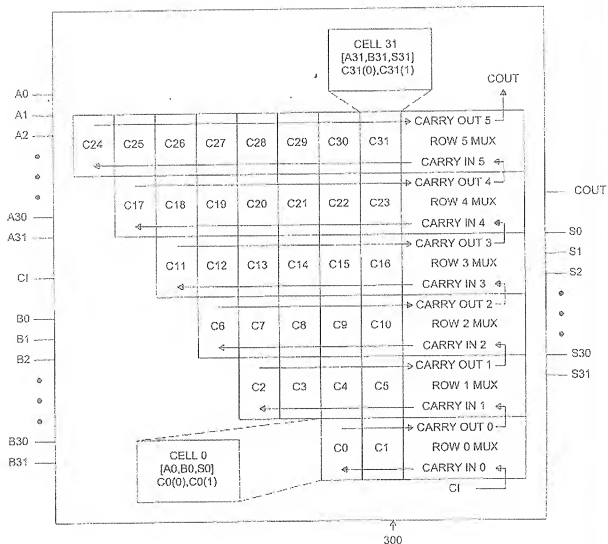 CELL 31
[A31,B31,S31]
C31(0),C31(1)
COUT
A0
A1
A2
A30
A31
CI
B0
B1
B2
B30
B31
CARRY OUT 5
C24 C25 C26 C27 C28 C29 C30 C31 ROW 5 MUX
CARRY IN 5
CARRY OUT 4
C17 C18 C19 C20 C21 C22 C23 ROW 4 MUX
CARRY IN 4
CARRY OUT 3
C11 C12 C13 C14 C15 C16 ROW 3 MUX
CARRY IN 3
CARRY OUT 2
C6 C7 C8 C9 C10 ROW 2 MUX
CARRY IN 2
CARRY OUT 1
C2 C3 C4 C5 ROW 1 MUX
CARRY IN 1
CARRY OUT 0
C0 C1 ROW 0 MUX
CARRY IN 0
CI
CELL 0
[A0,B0,S0]
C0(0),C0(1)
COUT
S0
S1
S2
S30
S31
300